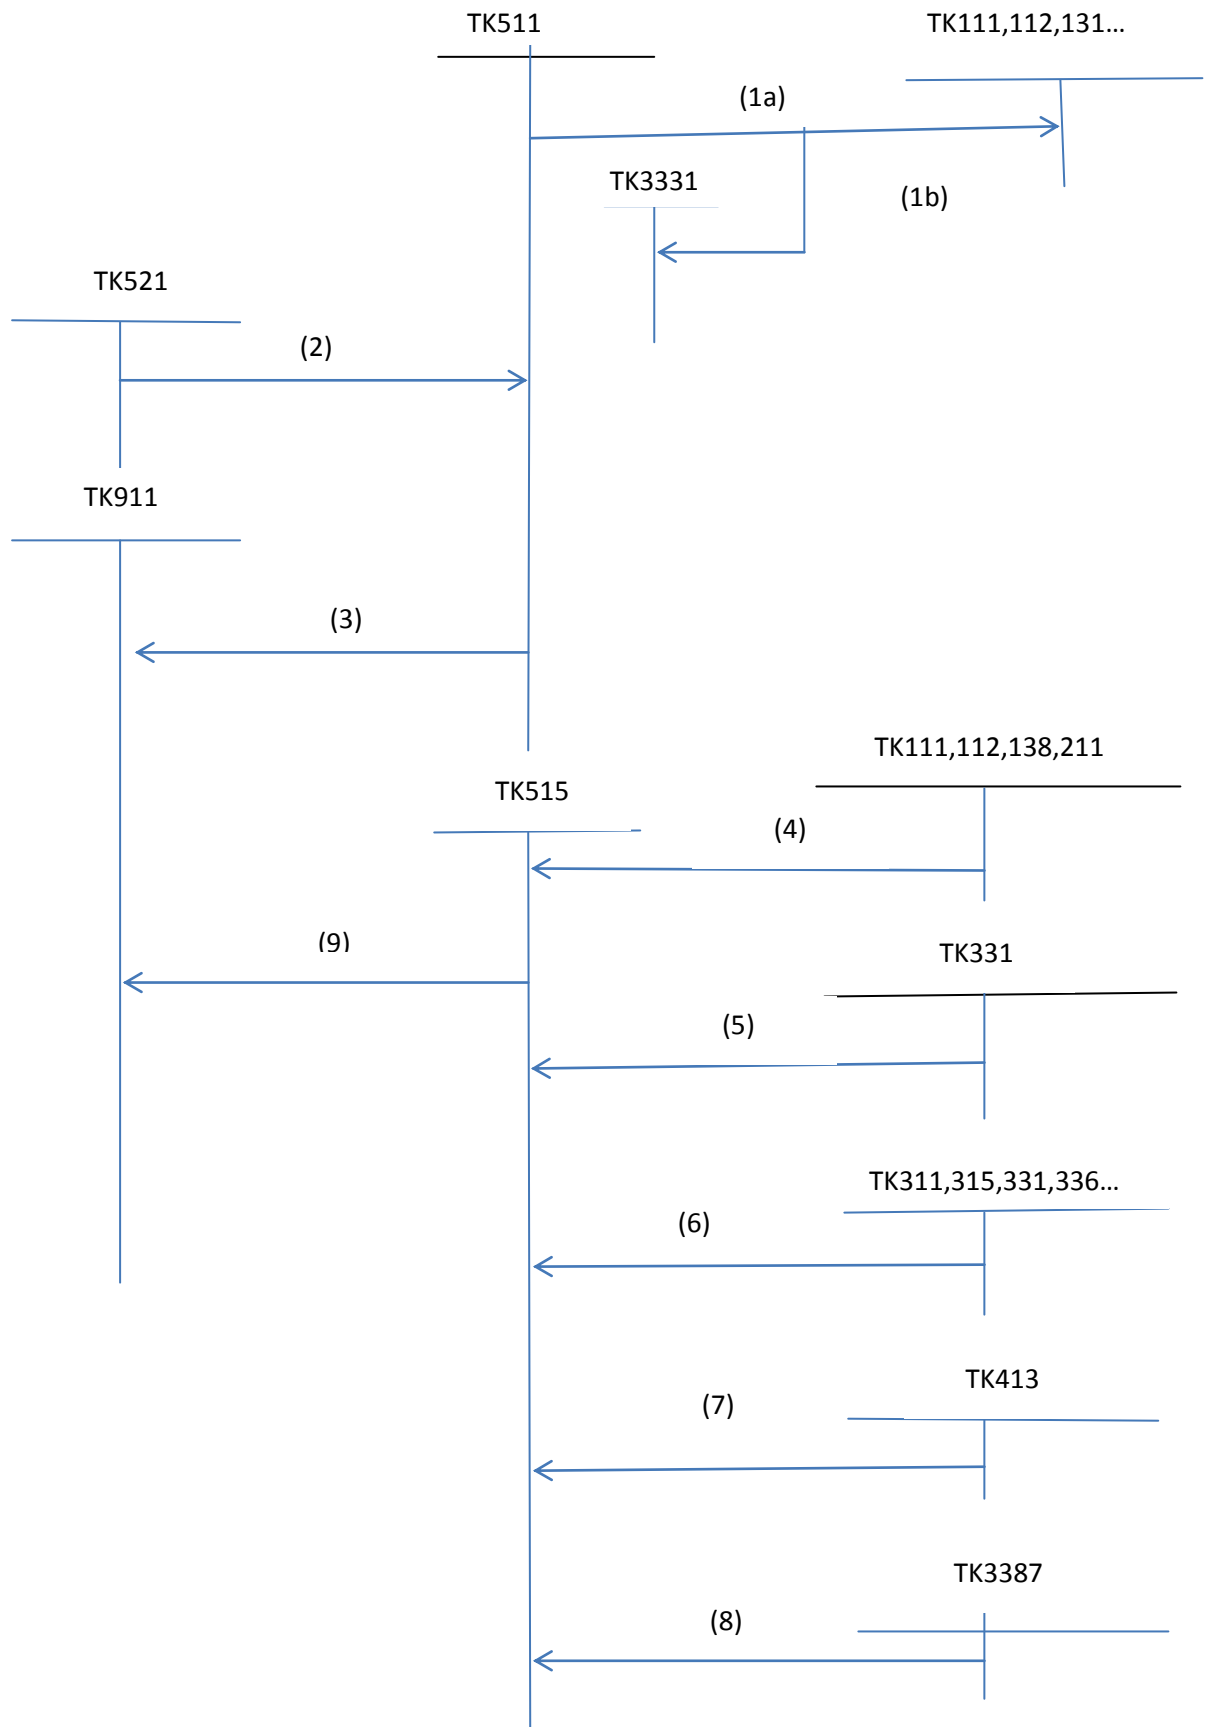 TK511
TK111,112,131...
(1a)
TK3331
(1b)
TK521
(2)
TK911
(3)
TK111,112,138,211
TK515
(4)
(9)
TK331
(5)
TK311,315,331,336...
(6)
TK413
(7)
TK3387
(8)